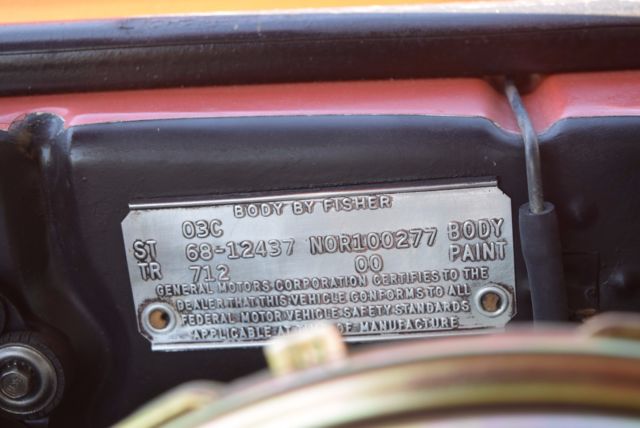 BODY BY FISHER
03C
ST 68-12437 NOR100277 BODY
TR 712 00 PAINT
GENERAL MOTORS CORPORATION CERTIFIES TO THE
DEALER THAT THIS VEHICLE CONFORMS TO ALL
FEDERAL MOTOR VEHICLE SAFETY STANDARDS
APPLICABLE AT TIME OF MANUFACTURE